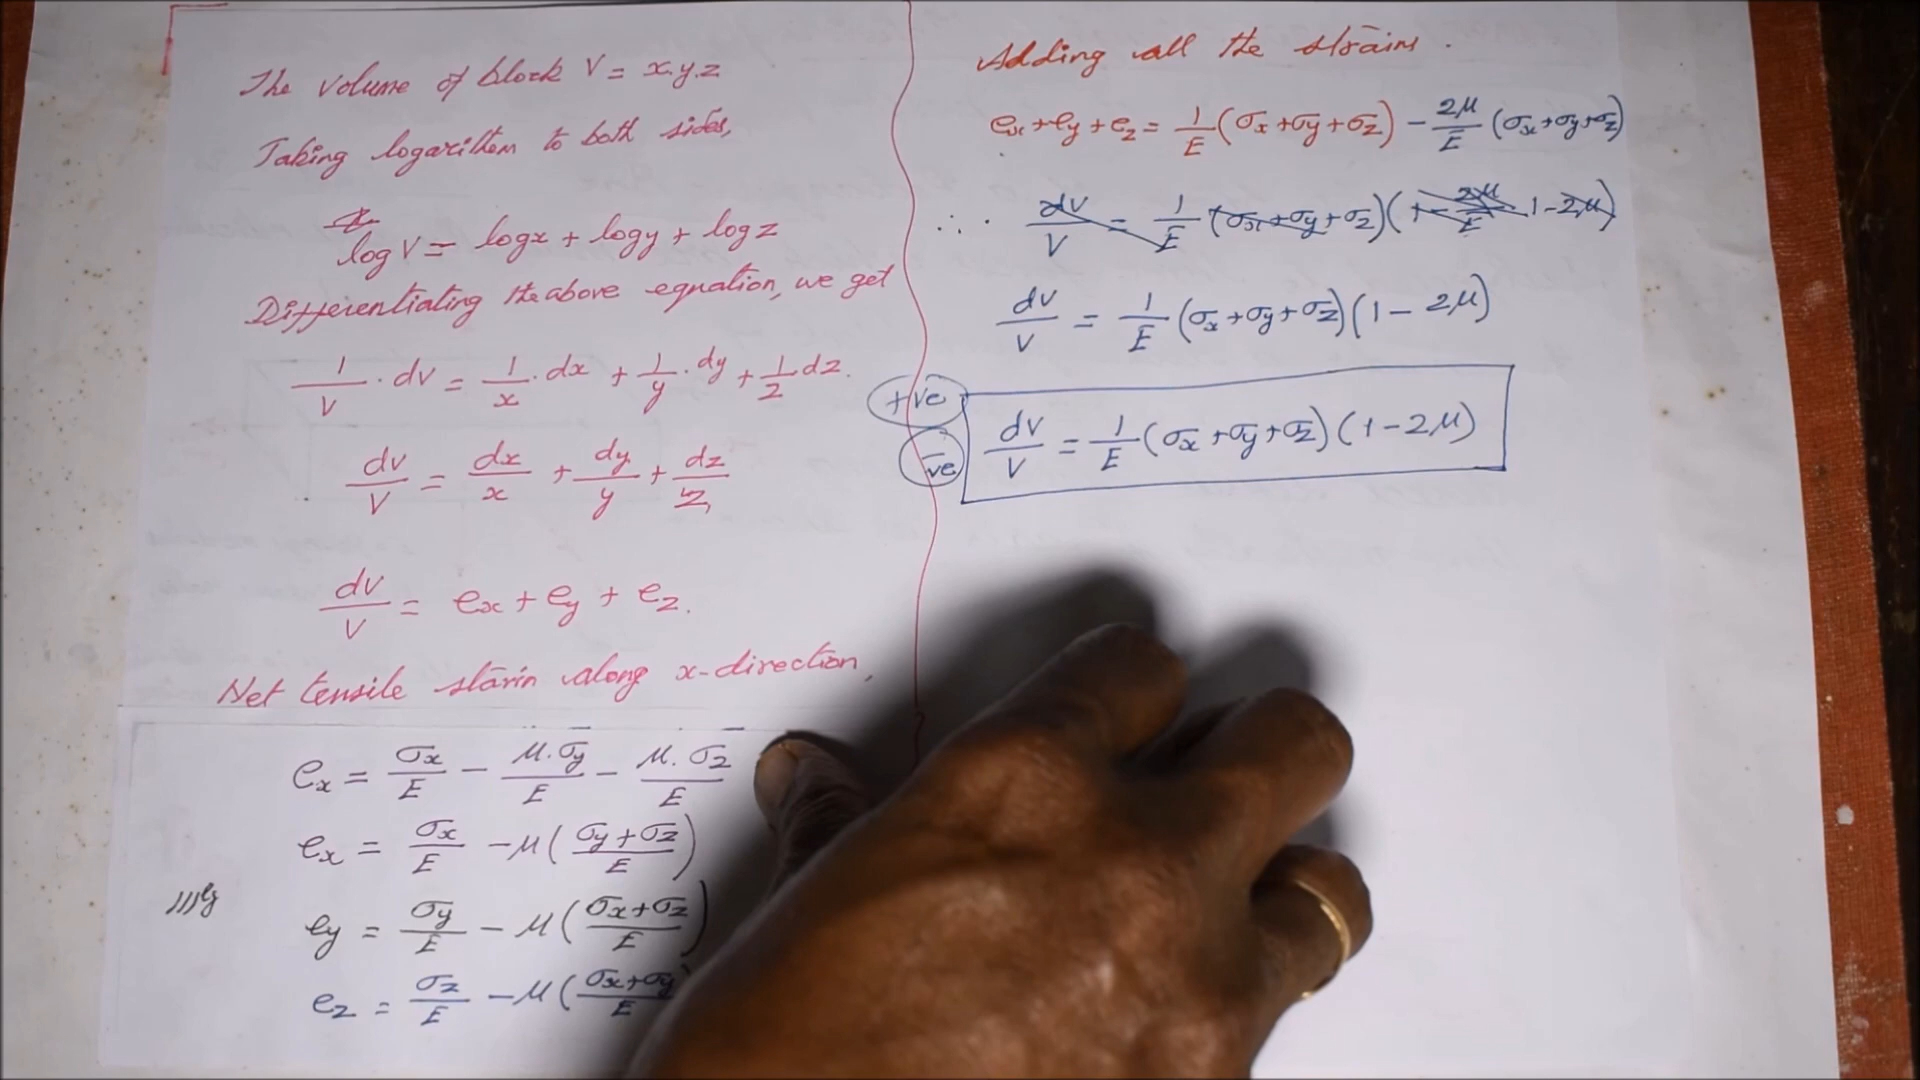 The volume of block V = x.y.z
Taking logarithm to both sides,
log V = log x + log y + log z
Differentiating the above equation, we get
1/V . dv = 1/x . dx + 1/y . dy + 1/z dz.
dv/V = dx/x + dy/y + dz/z
dv/V = ex + ey + ez.
Net tensile starin along x-direction,
ex = σx/E - μ.σy/E - μ.σz/E
ex = σx/E - μ(σy+σz/E)
llly ey = σy/E - μ(σx+σz/E)
ez = σz/E - μ(σx+σy/E
Adding all the strains.
ex + ey + ez = 1/E (σx + σy + σz) - 2μ/E (σx + σy + σz)
∴ dv/V = 1/E (σx + σy + σz)(1 - 2μ/E 1 - 2μ)
dv/V = 1/E (σx + σy + σz)(1 - 2μ)
+ve
-ve
dv/V = 1/E (σx + σy + σz)(1 - 2μ)